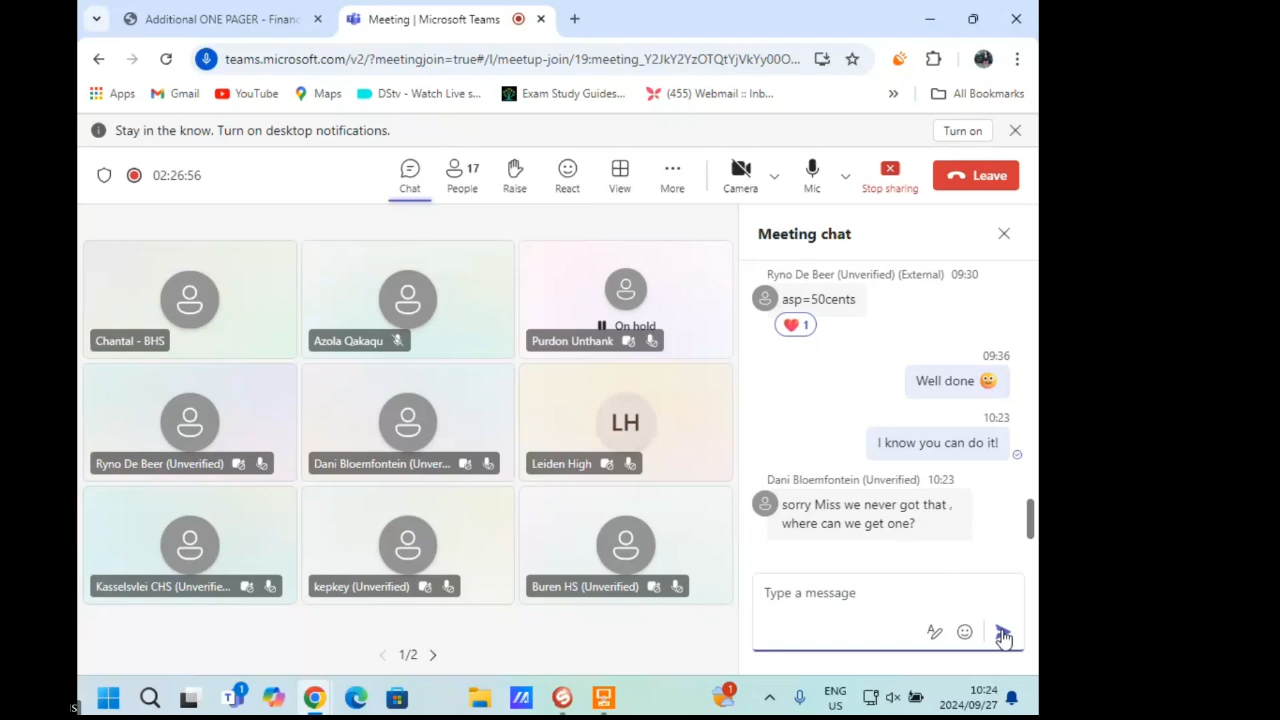 Additional ONE PAGER - Financ
Meeting | Microsoft Teams
teams.microsoft.com/v2/?meetingjoin=true#/l/meetup-join/19:meeting_Y2JkY2YzOTQtYjVkYy00O...
Apps
Gmail
YouTube
Maps
DStv - Watch Live s...
Exam Study Guides...
(455) Webmail :: Inb...
»
All Bookmarks
Stay in the know. Turn on desktop notifications.
Turn on
02:26:56
Chat
17
People
Raise
React
View
More
Camera
Mic
Stop sharing
Leave
Chantal - BHS
Azola Qakaqu
On hold
Purdon Unthank
Ryno De Beer (Unverified)
Dani Bloemfontein (Unver...
LH
Leiden High
Kasselsvlei CHS (Unverifie...
kepkey (Unverified)
Buren HS (Unverified)
1/2
Meeting chat
Ryno De Beer (Unverified) (External) 09:30
asp=50cents
1
09:36
Well done
10:23
I know you can do it!
Dani Bloemfontein (Unverified) 10:23
sorry Miss we never got that ,
where can we get one?
Type a message
1
1
ENG
US
10:24
2024/09/27